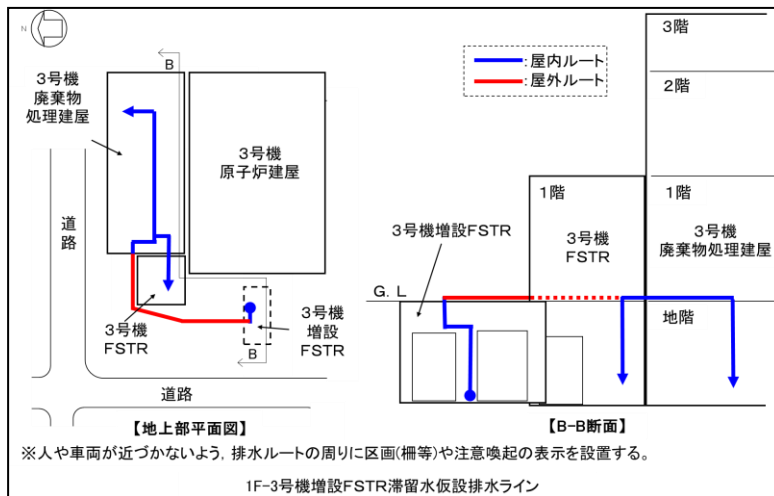 N
B
3号機
廃棄物
処理建屋
3号機
原子炉建屋
道路
3号機
FSTR
3号機
増設
FSTR
B
道路
【地上部平面図】
:屋内ルート
:屋外ルート
3階
2階
1階
1階
3号機増設FSTR
3号機
FSTR
3号機
廃棄物処理建屋
G.L
地階
【B-B断面】
※人や車両が近づかないよう,排水ルートの周りに区画(柵等)や注意喚起の表示を設置する。
1F-3号機増設FSTR滞留水仮設排水ライン